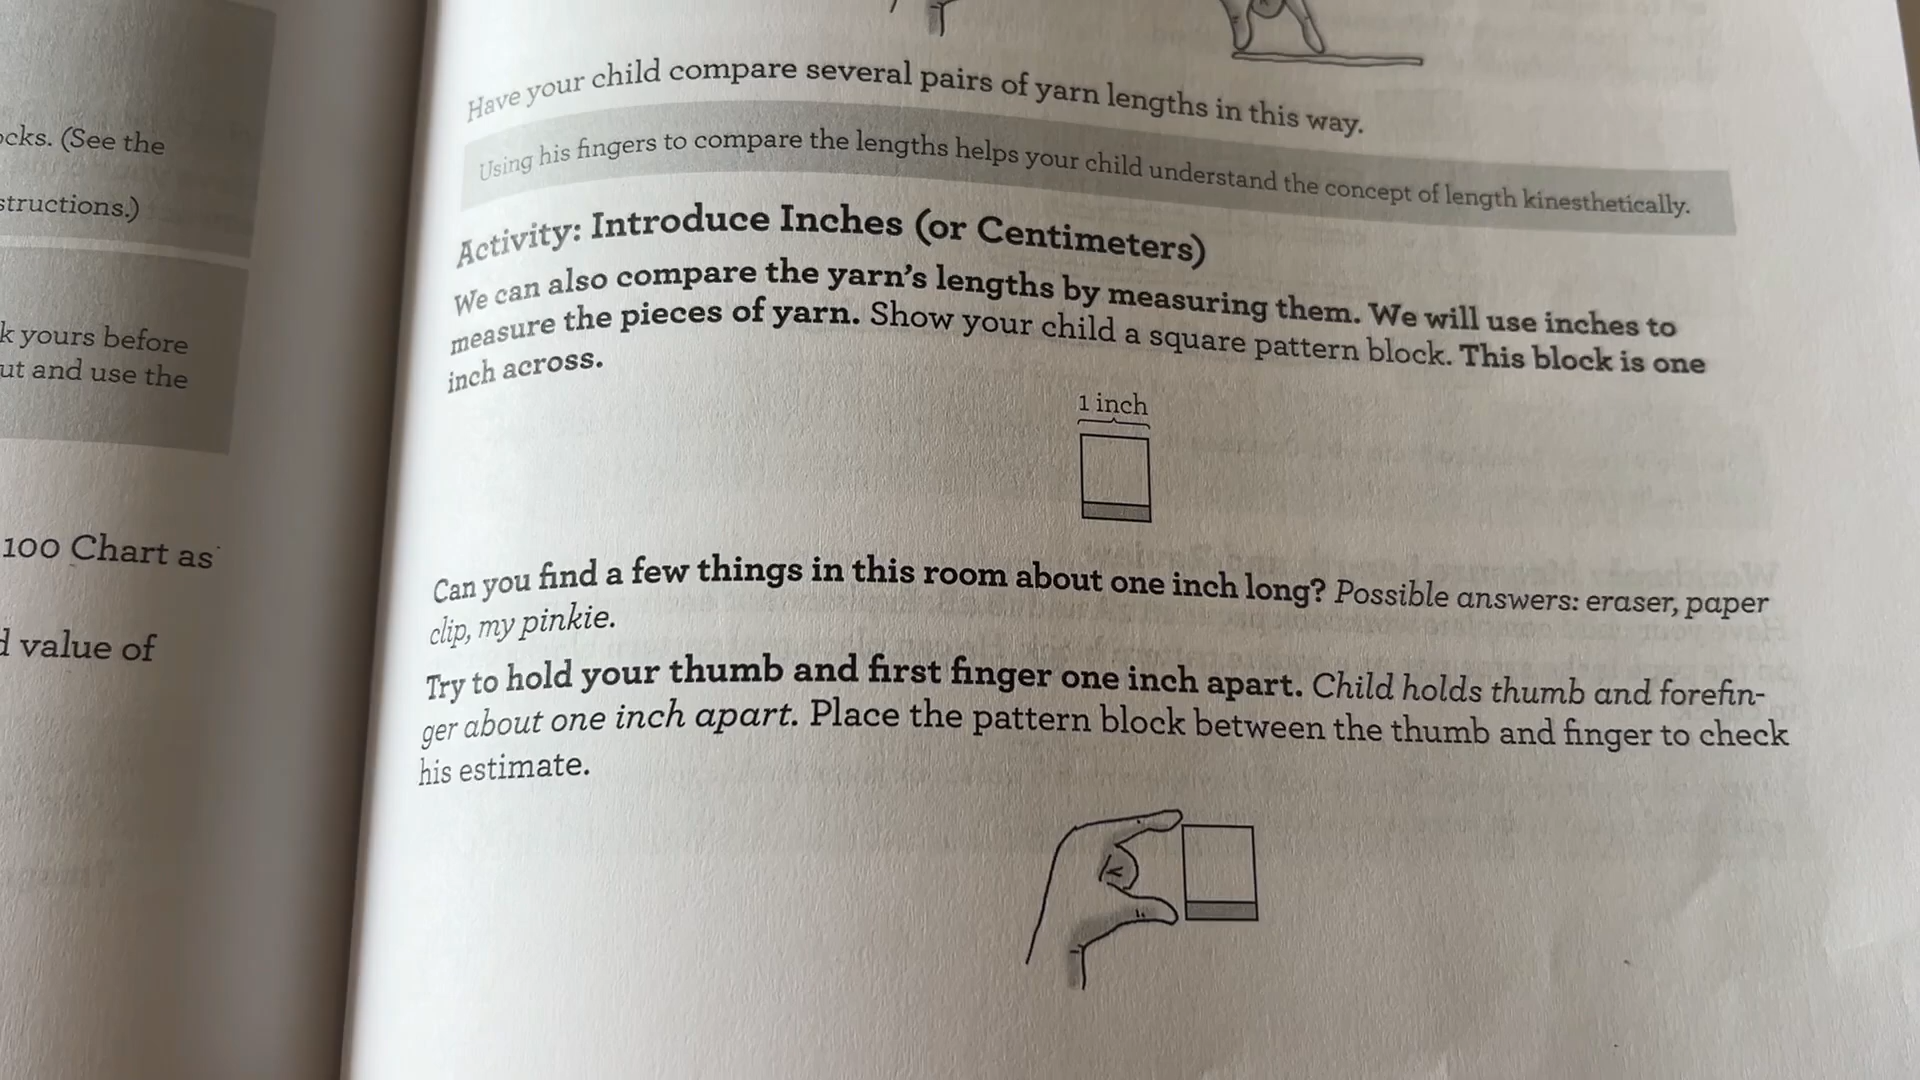 ocks. (See the
structions.)
k yours before
ut and use the
100 Chart as
d value of
Have your child compare several pairs of yarn lengths in this way.
Using his fingers to compare the lengths helps your child understand the concept of length kinesthetically.
Activity: Introduce Inches (or Centimeters)
We can also compare the yarn’s lengths by measuring them. We will use inches to
measure the pieces of yarn. Show your child a square pattern block. This block is one
inch across.
1 inch
Can you find a few things in this room about one inch long? Possible answers: eraser, paper
clip, my pinkie.
Try to hold your thumb and first finger one inch apart. Child holds thumb and forefin-
ger about one inch apart. Place the pattern block between the thumb and finger to check
his estimate.